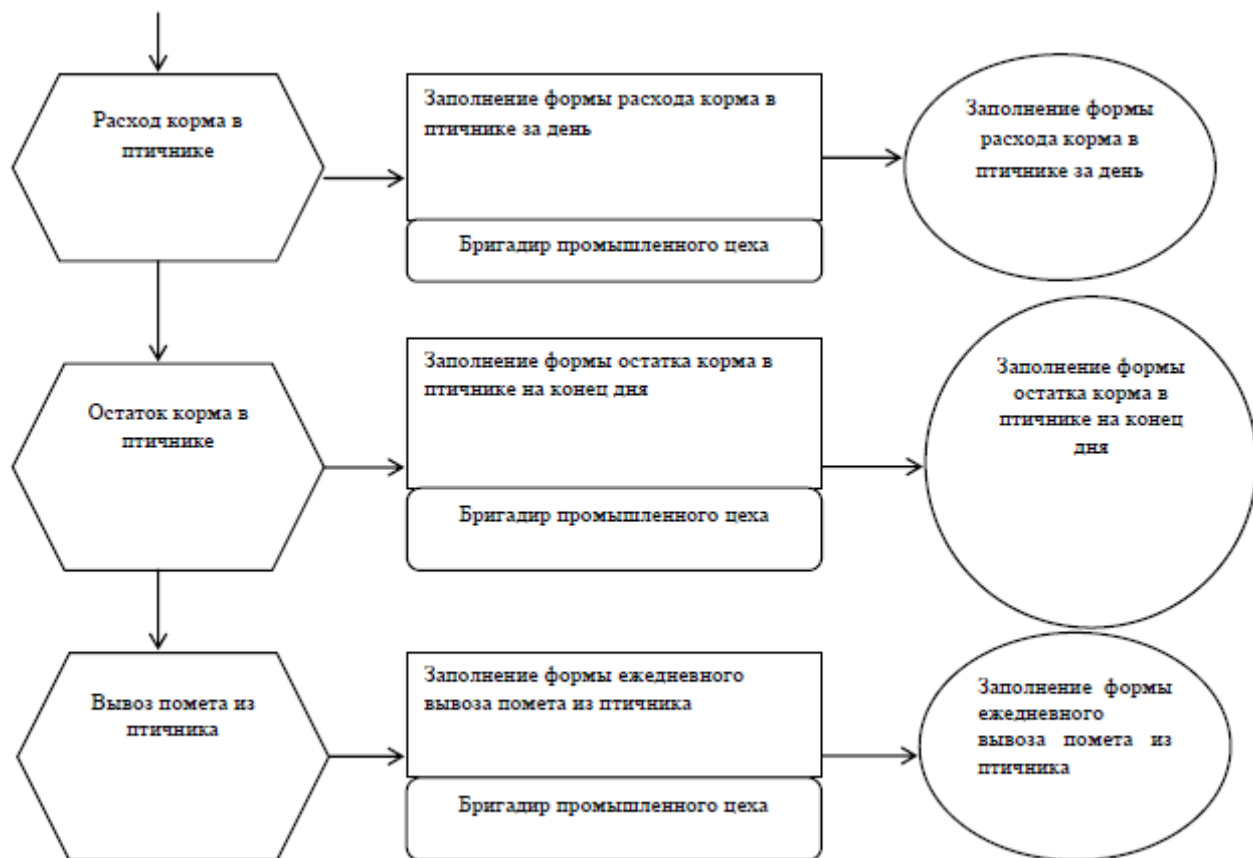 Расход корма в
птичнике
Заполнение формы расхода корма в
птичнике за день
Бригадир промышленного цеха
Заполнение формы
расхода корма в
птичнике за день
Остаток корма в
птичнике
Заполнение формы остатка корма в
птичнике на конец дня
Бригадир промышленного цеха
Заполнение формы
остатка корма в
птичнике на конец
дня
Вывоз помета из
птичника
Заполнение формы ежедневного
вывоза помета из птичника
Бригадир промышленного цеха
Заполнение формы
ежедневного
вывоза помета из
птичника